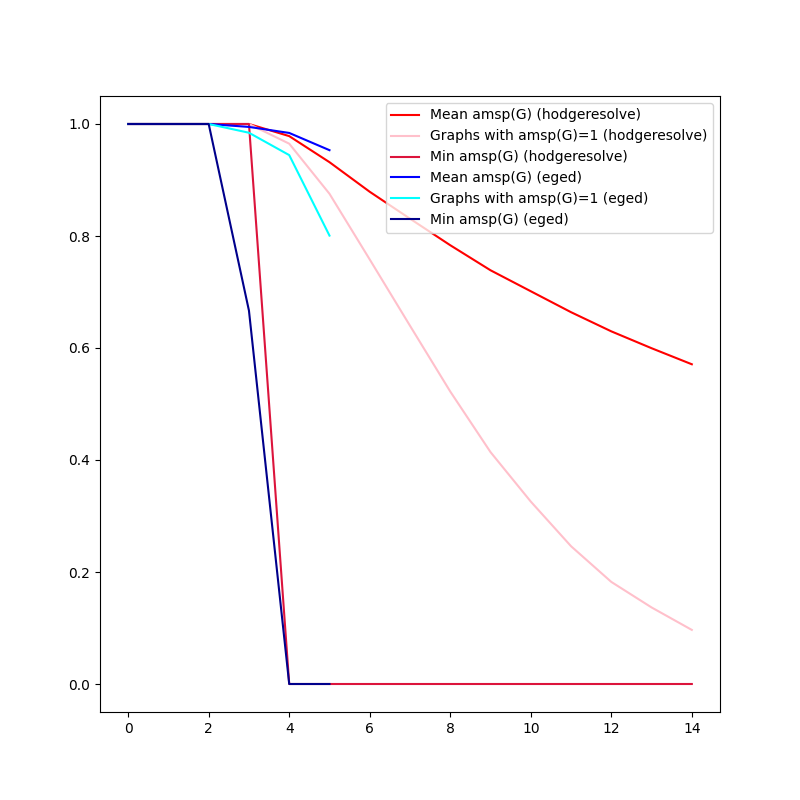 Mean amsp(G) (hodgeresolve)
Graphs with amsp(G)=1 (hodgeresolve)
Min amsp(G) (hodgeresolve)
Mean amsp(G) (eged)
Graphs with amsp(G)=1 (eged)
Min amsp(G) (eged)
1.0
0.8
0.6
0.4
0.2
0.0
0 2 4 6 8 10 12 14